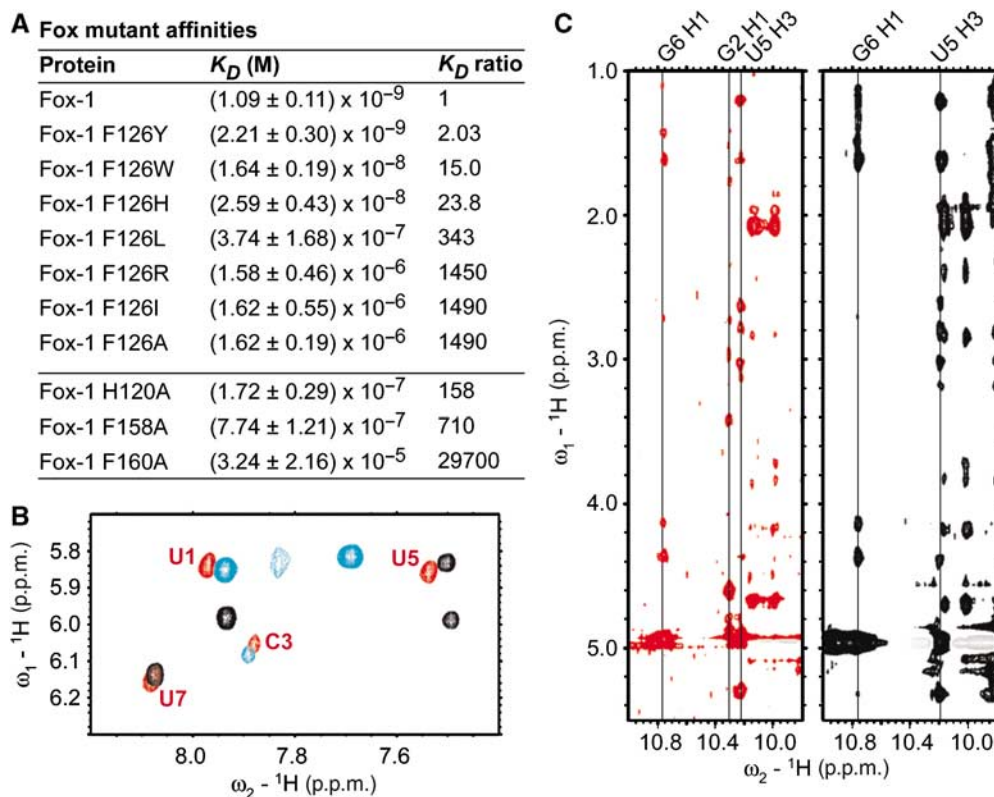 A Fox mutant affinities
Protein K_D (M) K_D ratio
Fox-1 (1.09 ± 0.11) x 10⁻⁹ 1
Fox-1 F126Y (2.21 ± 0.30) x 10⁻⁹ 2.03
Fox-1 F126W (1.64 ± 0.19) x 10⁻⁸ 15.0
Fox-1 F126H (2.59 ± 0.43) x 10⁻⁸ 23.8
Fox-1 F126L (3.74 ± 1.68) x 10⁻⁷ 343
Fox-1 F126R (1.58 ± 0.46) x 10⁻⁶ 1450
Fox-1 F126I (1.62 ± 0.55) x 10⁻⁶ 1490
Fox-1 F126A (1.62 ± 0.19) x 10⁻⁶ 1490
Fox-1 H120A (1.72 ± 0.29) x 10⁻⁷ 158
Fox-1 F158A (7.74 ± 1.21) x 10⁻⁷ 710
Fox-1 F160A (3.24 ± 2.16) x 10⁻⁵ 29700
B
5.8
5.9
6.0
6.1
6.2
ω₁ - ¹H (p.p.m.)
U1
U5
C3
U7
8.0 7.8 7.6
ω₂ - ¹H (p.p.m.)
C
G6 H1 G2 H1 U5 H3 G6 H1 U5 H3
1.0
2.0
3.0
4.0
5.0
ω₁ - ¹H (p.p.m.)
10.8 10.4 10.0 10.8 10.4 10.0
ω₂ - ¹H (p.p.m.)